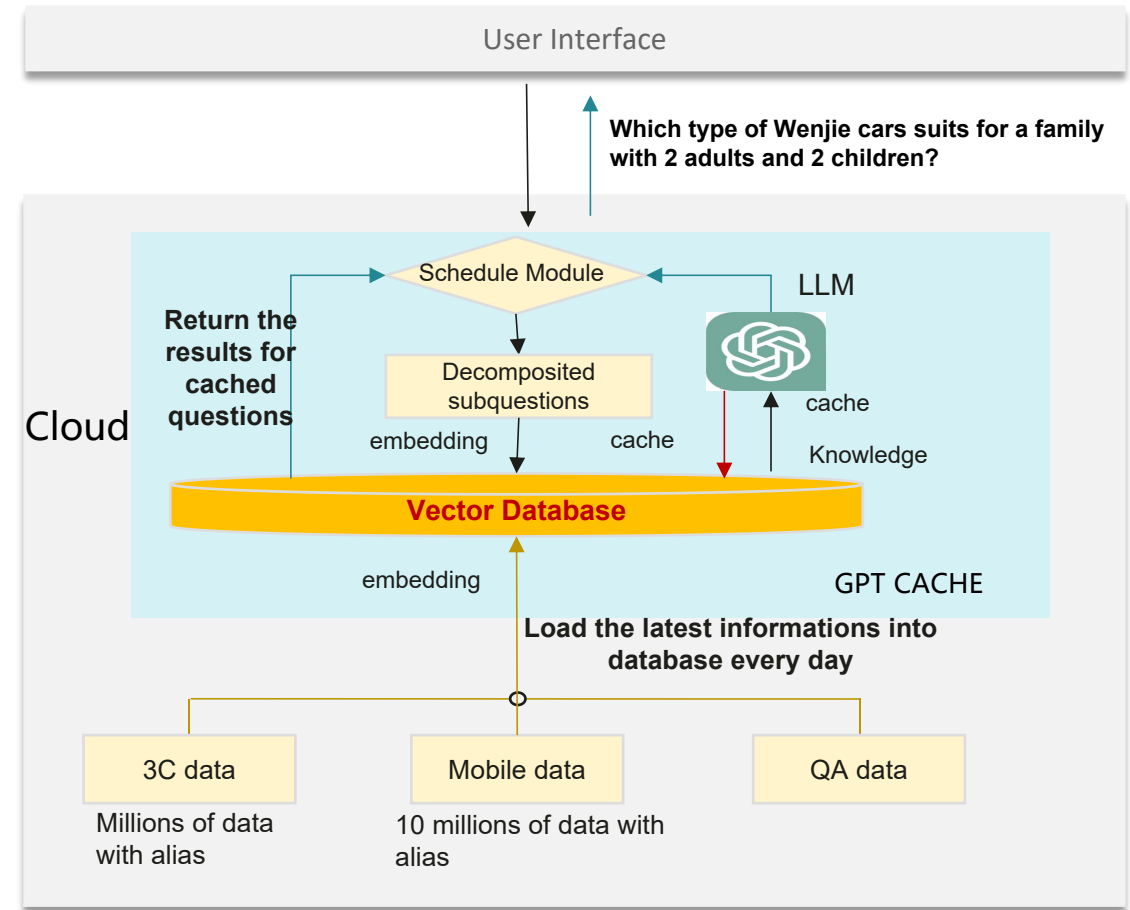 User Interface
Which type of Wenjie cars suits for a family
with 2 adults and 2 children?
Schedule Module
LLM
Return the
results for
cached
questions
Decomposited
subquestions
Cloud
embedding
cache
cache
Knowledge
Vector Database
embedding
GPT CACHE
Load the latest informations into
database every day
3C data
Mobile data
QA data
Millions of data
with alias
10 millions of data with
alias